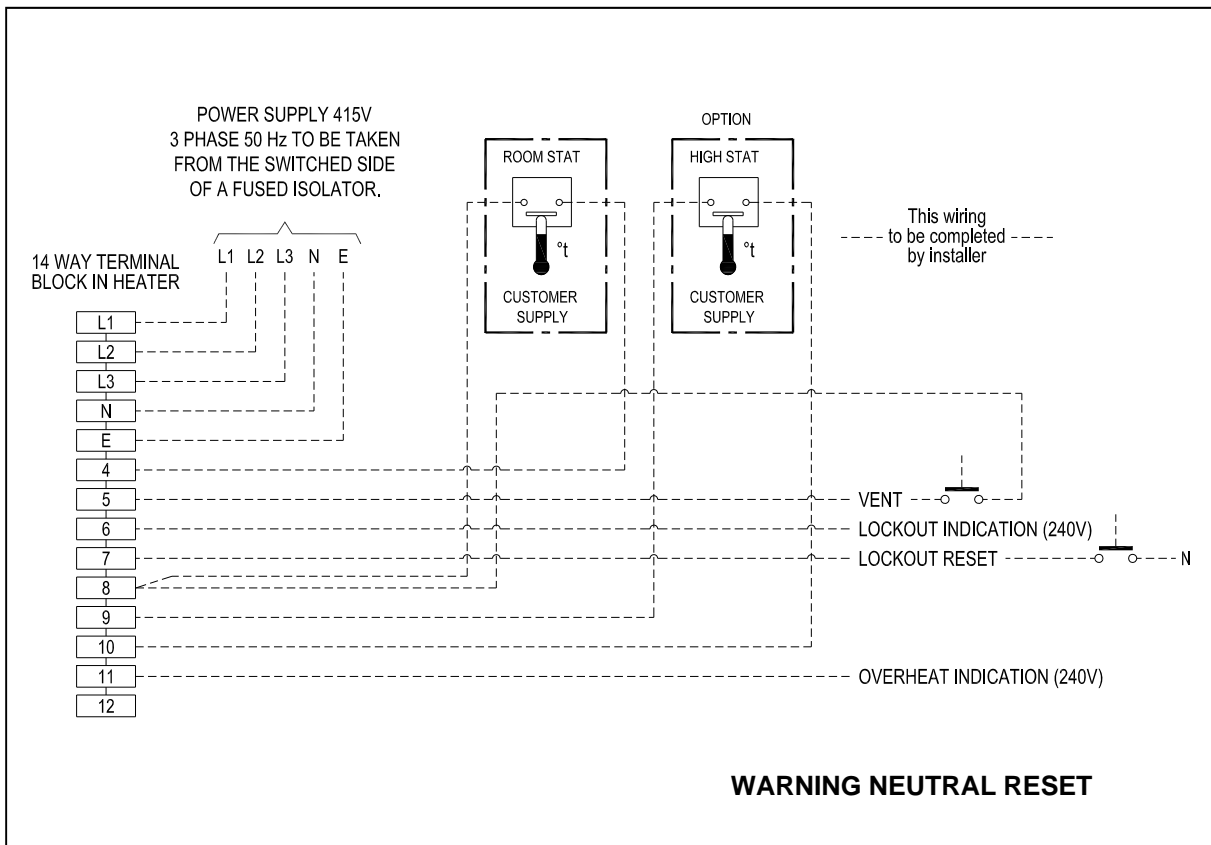 POWER SUPPLY 415V
3 PHASE 50 Hz TO BE TAKEN
FROM THE SWITCHED SIDE
OF A FUSED ISOLATOR.
L1 L2 L3 N E
14 WAY TERMINAL
BLOCK IN HEATER
ROOM STAT
°t
CUSTOMER
SUPPLY
OPTION
HIGH STAT
°t
CUSTOMER
SUPPLY
This wiring
to be completed
by installer
L1
L2
L3
N
E
4
5
VENT
6
LOCKOUT INDICATION (240V)
7
LOCKOUT RESET
N
8
9
10
11
OVERHEAT INDICATION (240V)
12
WARNING NEUTRAL RESET